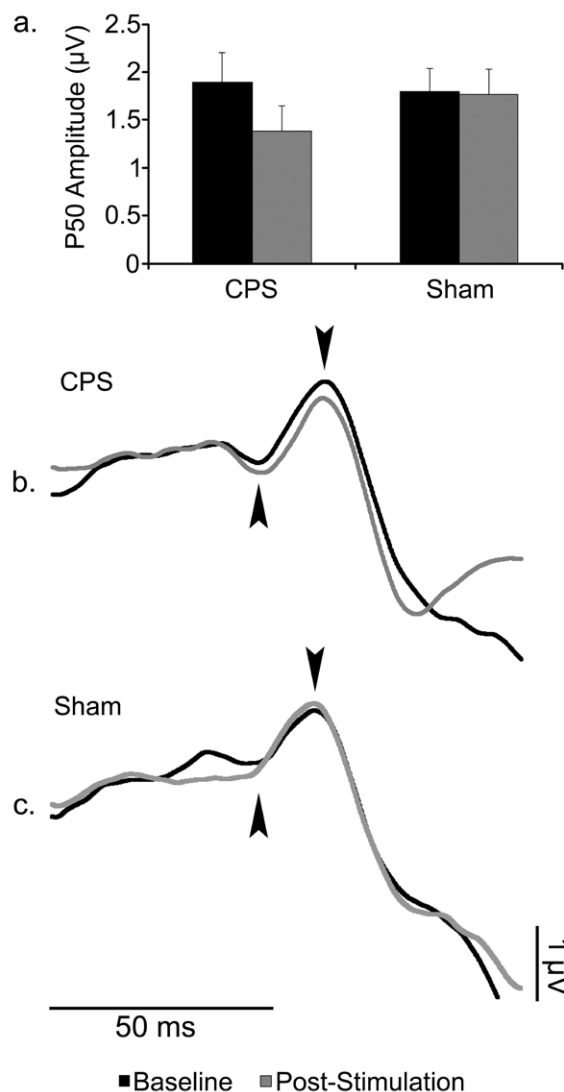 a.
P50 Amplitude (µV)
2.5
2
1.5
1
0.5
0
CPS
Sham
CPS
b.
Sham
c.
1 µV
50 ms
Baseline
Post-Stimulation